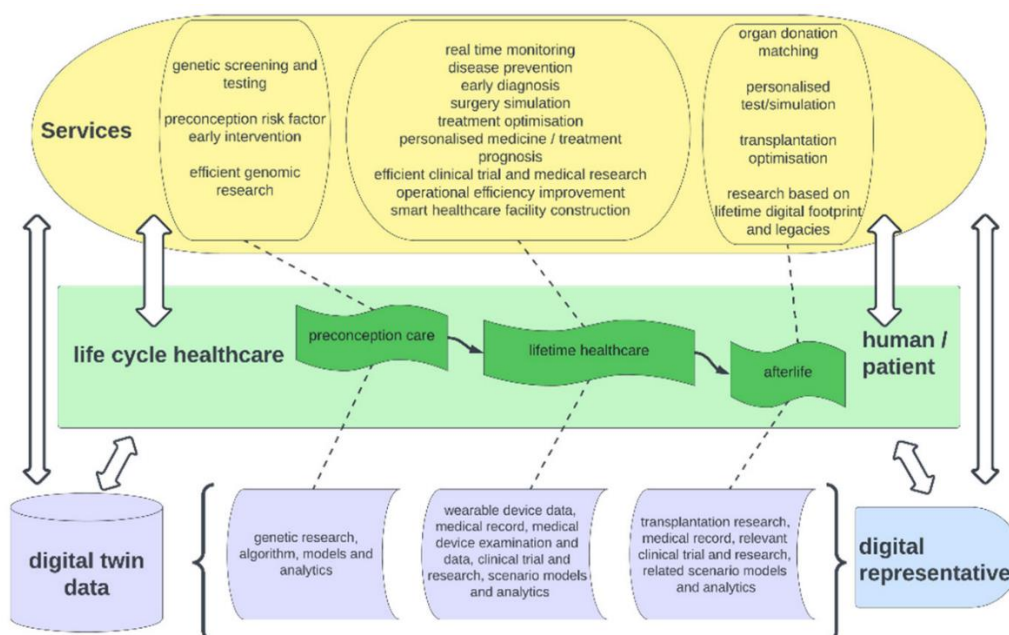 Services
genetic screening and
testing
preconception risk factor
early intervention
efficient genomic
research
real time monitoring
disease prevention
early diagnosis
surgery simulation
treatment optimisation
personalised medicine / treatment
prognosis
efficient clinical trial and medical research
operational efficiency improvement
smart healthcare facility construction
organ donation
matching
personalised
test/simulation
transplantation
optimisation
research based on
lifetime digital footprint
and legacies
life cycle healthcare
preconception care
lifetime healthcare
afterlife
human /
patient
digital twin
data
genetic research,
algorithm, models and
analytics
wearable device data,
medical record, medical
device examination and
data, clinical trial and
research, scenario models
and analytics
transplantation research,
medical record, relevant
clinical trial and research,
related scenario models
and analytics
digital
representative